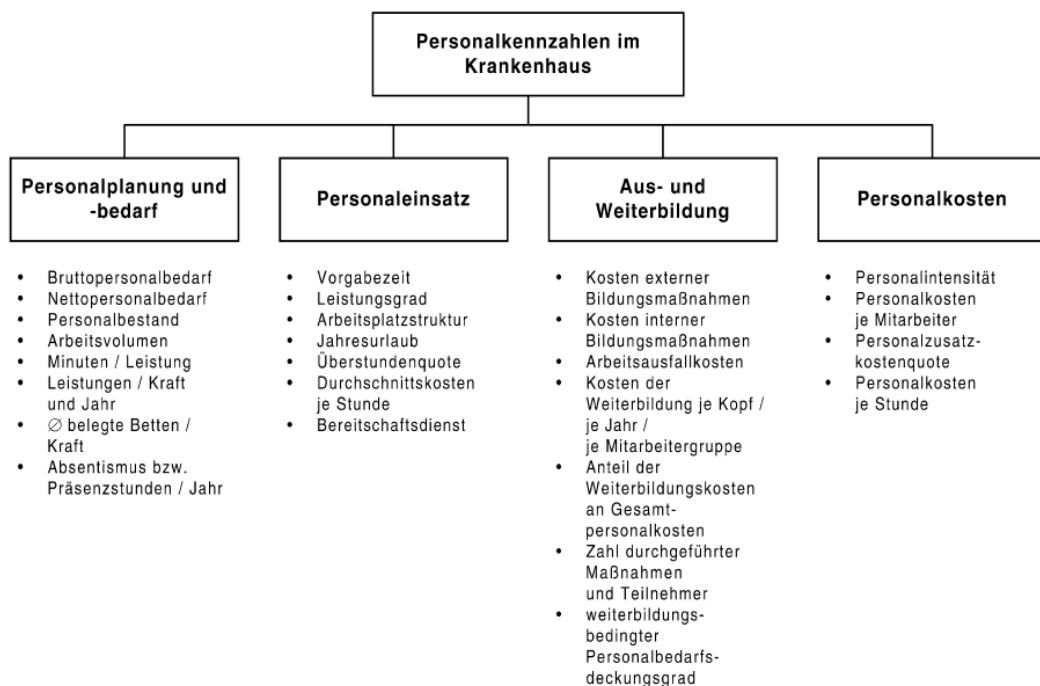 Personalkennzahlen im
Krankenhaus
Personalplanung und
-bedarf
• Bruttopersonalbedarf
• Nettopersonalbedarf
• Personalbestand
• Arbeitsvolumen
• Minuten / Leistung
• Leistungen / Kraft
und Jahr
• ∅ belegte Betten /
Kraft
• Absentismus bzw.
Präsenzstunden / Jahr
Personaleinsatz
• Vorgabezeit
• Leistungsgrad
• Arbeitsplatzstruktur
• Jahresurlaub
• Überstundenquote
• Durchschnittskosten
je Stunde
• Bereitschaftsdienst
Aus- und
Weiterbildung
• Kosten externer
Bildungsmaßnahmen
• Kosten interner
Bildungsmaßnahmen
• Arbeitsausfallkosten
• Kosten der
Weiterbildung je Kopf /
je Jahr /
je Mitarbeitergruppe
• Anteil der
Weiterbildungskosten
an Gesamt-
personalkosten
• Zahl durchgeführter
Maßnahmen
und Teilnehmer
• weiterbildungs-
bedingter
Personalbedarfs-
deckungsgrad
Personalkosten
• Personalintensität
• Personalkosten
je Mitarbeiter
• Personalzusatz-
kostenquote
• Personalkosten
je Stunde